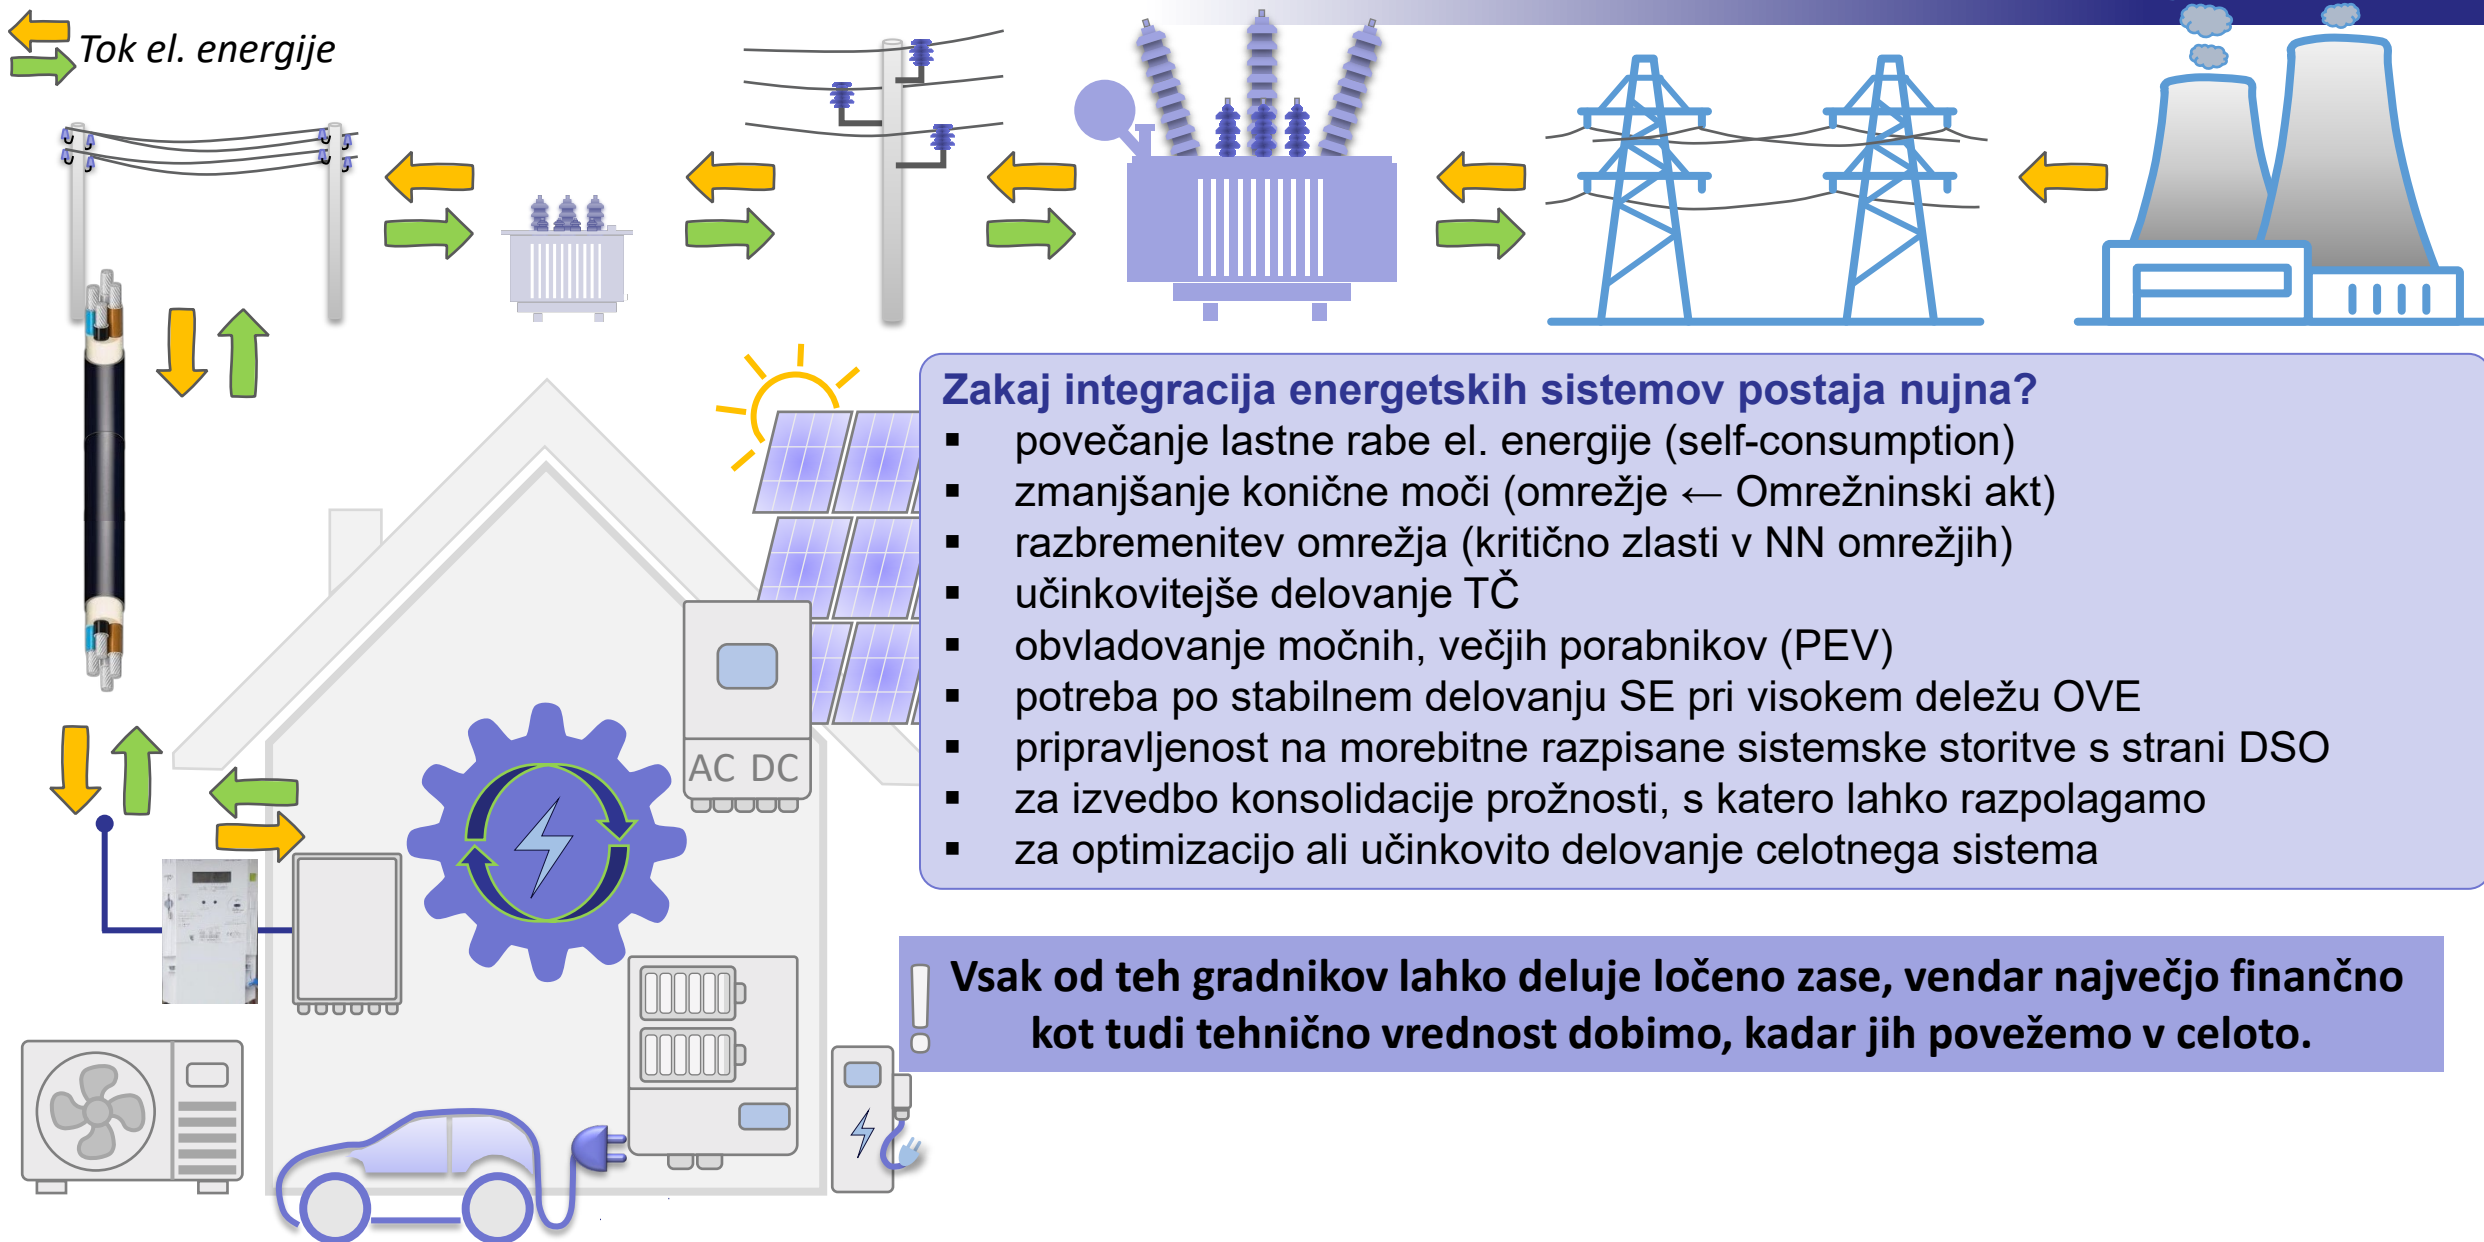 Tok el. energije
Zakaj integracija energetskih sistemov postaja nujna?
▪ povečanje lastne rabe el. energije (self-consumption)
▪ zmanjšanje konične moči (omrežje ← Omrežninski akt)
▪ razbremenitev omrežja (kritično zlasti v NN omrežjih)
▪ učinkovitejše delovanje TČ
▪ obvladovanje močnih, večjih porabnikov (PEV)
▪ potreba po stabilnem delovanju SE pri visokem deležu OVE
▪ pripravljenost na morebitne razpisane sistemske storitve s strani DSO
▪ za izvedbo konsolidacije prožnosti, s katero lahko razpolagamo
▪ za optimizacijo ali učinkovito delovanje celotnega sistema
AC DC
! Vsak od teh gradnikov lahko deluje ločeno zase, vendar največjo finančno
kot tudi tehnično vrednost dobimo, kadar jih povežemo v celoto.